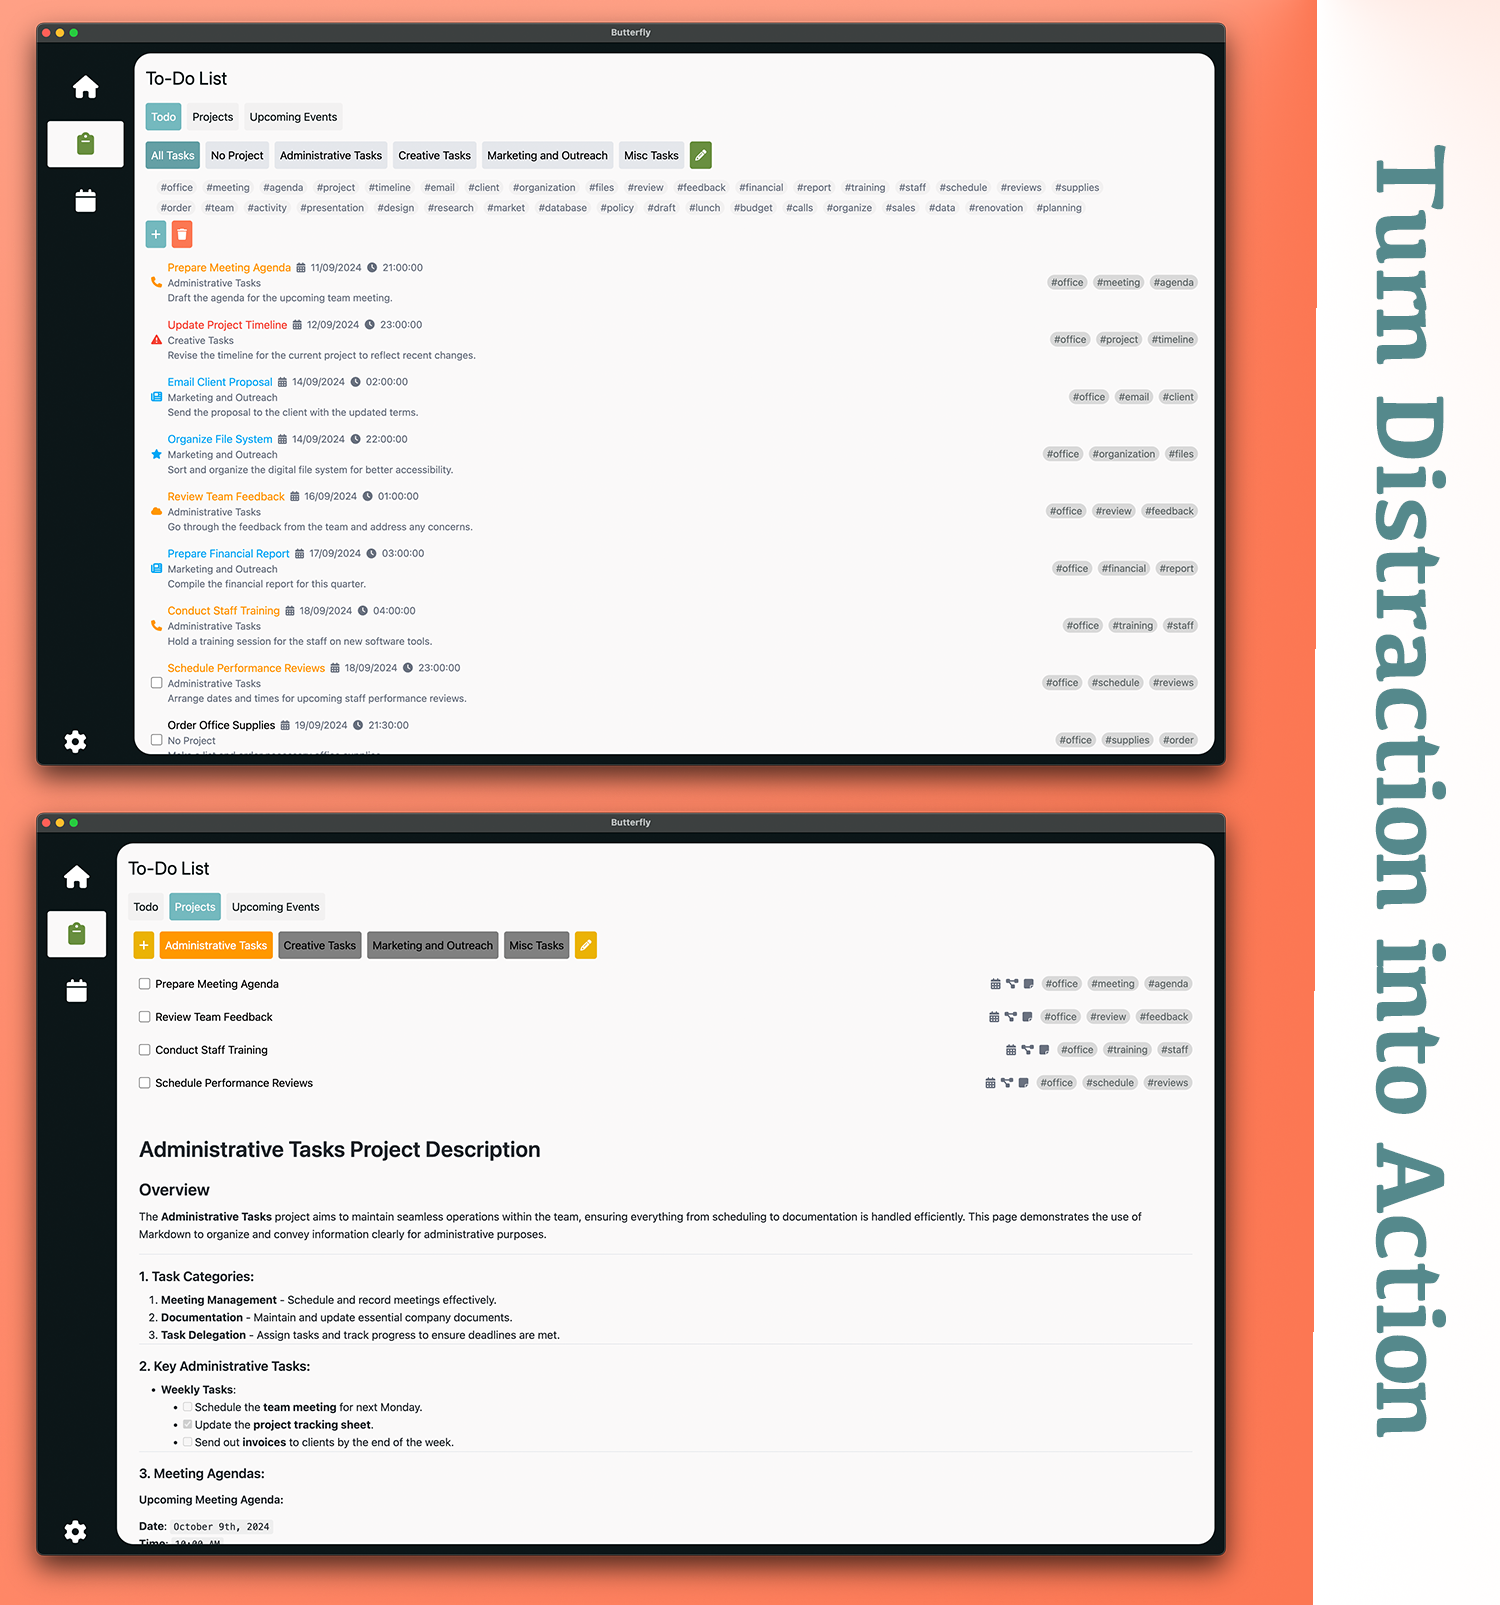 Butterfly
To-Do List
Todo Projects Upcoming Events
All Tasks No Project Administrative Tasks Creative Tasks Marketing and Outreach Misc Tasks
#office #meeting #agenda #project #timeline #email #client #organization #files #review #feedback #financial #report #training #staff #schedule #reviews #supplies
#order #team #activity #presentation #design #research #market #database #policy #draft #lunch #budget #calls #organize #sales #data #renovation #planning
Prepare Meeting Agenda 11/09/2024 21:00:00
Administrative Tasks #office #meeting #agenda
Draft the agenda for the upcoming team meeting.
Update Project Timeline 12/09/2024 23:00:00
Creative Tasks #office #project #timeline
Revise the timeline for the current project to reflect recent changes.
Email Client Proposal 14/09/2024 02:00:00
Marketing and Outreach #office #email #client
Send the proposal to the client with the updated terms.
Organize File System 14/09/2024 22:00:00
Marketing and Outreach #office #organization #files
Sort and organize the digital file system for better accessibility.
Review Team Feedback 16/09/2024 01:00:00
Administrative Tasks #office #review #feedback
Go through the feedback from the team and address any concerns.
Prepare Financial Report 17/09/2024 03:00:00
Marketing and Outreach #office #financial #report
Compile the financial report for this quarter.
Conduct Staff Training 18/09/2024 04:00:00
Administrative Tasks #office #training #staff
Hold a training session for the staff on new software tools.
Schedule Performance Reviews 18/09/2024 23:00:00
Administrative Tasks #office #schedule #reviews
Arrange dates and times for upcoming staff performance reviews.
Order Office Supplies 19/09/2024 21:30:00
No Project #office #supplies #order
Butterfly
To-Do List
Todo Projects Upcoming Events
Administrative Tasks Creative Tasks Marketing and Outreach Misc Tasks
Prepare Meeting Agenda #office #meeting #agenda
Review Team Feedback #office #review #feedback
Conduct Staff Training #office #training #staff
Schedule Performance Reviews #office #schedule #reviews
Administrative Tasks Project Description
Overview
The Administrative Tasks project aims to maintain seamless operations within the team, ensuring everything from scheduling to documentation is handled efficiently. This page demonstrates the use of
Markdown to organize and convey information clearly for administrative purposes.
1. Task Categories:
1. Meeting Management - Schedule and record meetings effectively.
2. Documentation - Maintain and update essential company documents.
3. Task Delegation - Assign tasks and track progress to ensure deadlines are met.
2. Key Administrative Tasks:
• Weekly Tasks:
• Schedule the team meeting for next Monday.
• Update the project tracking sheet.
• Send out invoices to clients by the end of the week.
3. Meeting Agendas:
Upcoming Meeting Agenda:
Date: October 9th, 2024
Time: 10:00 AM
Turn Distraction into Action